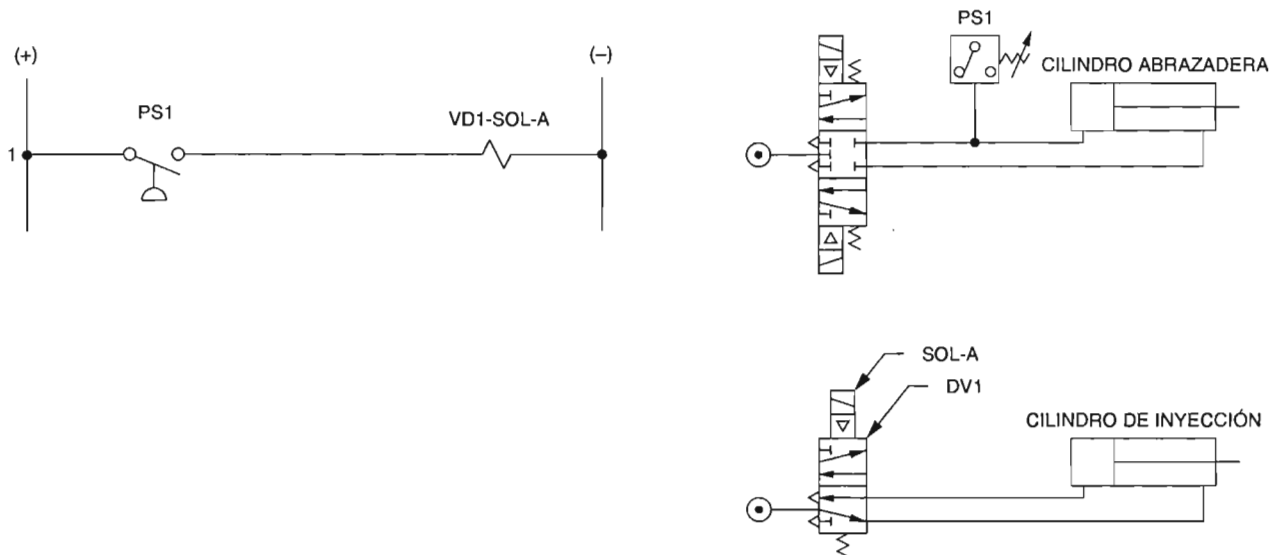 (+)
(–)
PS1
VD1-SOL-A
1
PS1
CILINDRO ABRAZADERA
SOL-A
DV1
CILINDRO DE INYECCIÓN